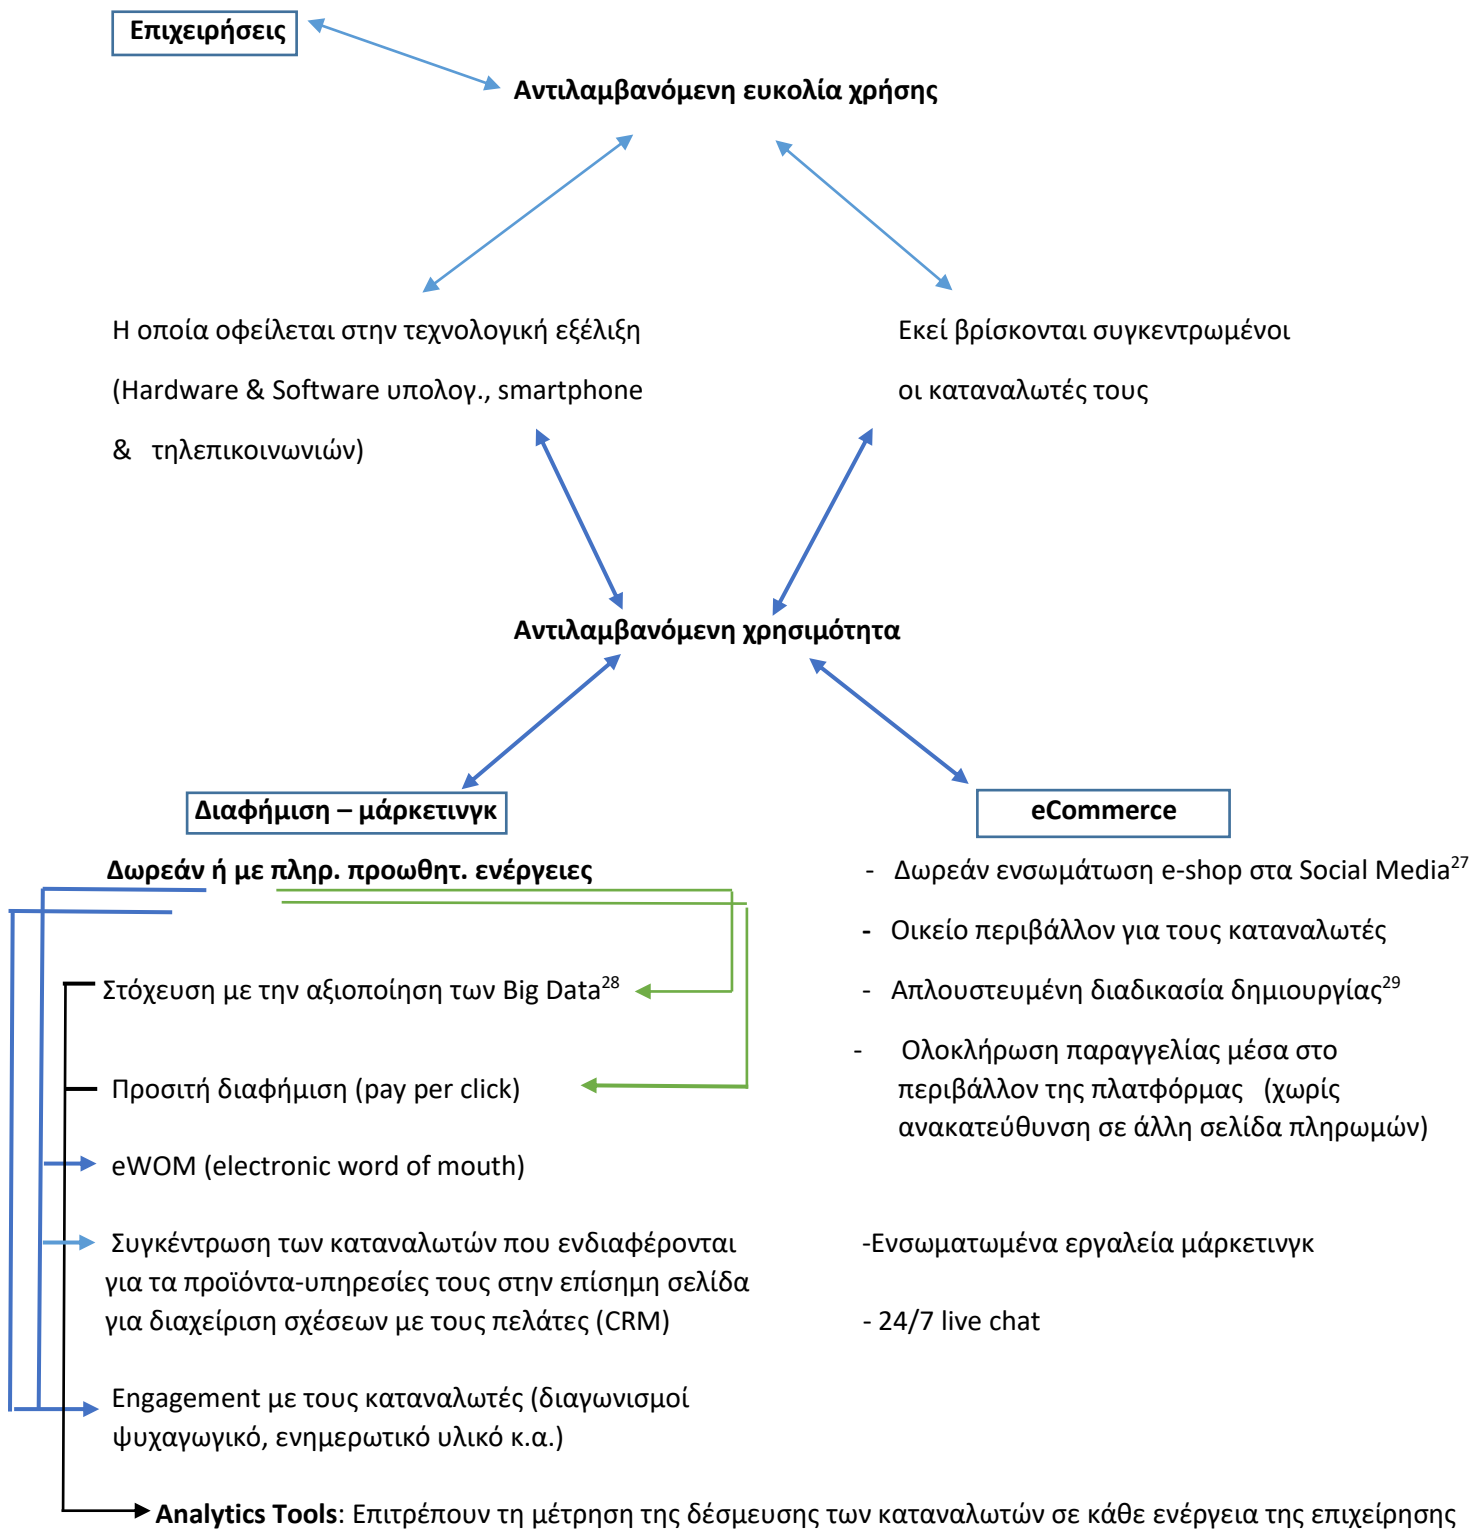 Επιχειρήσεις
Αντιλαμβανόμενη ευκολία χρήσης
Η οποία οφείλεται στην τεχνολογική εξέλιξη
(Hardware & Software υπολογ., smartphone
& τηλεπικοινωνιών)
Εκεί βρίσκονται συγκεντρωμένοι
οι καταναλωτές τους
Αντιλαμβανόμενη χρησιμότητα
Διαφήμιση – μάρκετινγκ
Δωρεάν ή με πληρ. προωθητ. ενέργειες
Στόχευση με την αξιοποίηση των Big Data²⁸
Προσιτή διαφήμιση (pay per click)
eWOM (electronic word of mouth)
Συγκέντρωση των καταναλωτών που ενδιαφέρονται
για τα προϊόντα-υπηρεσίες τους στην επίσημη σελίδα
για διαχείριση σχέσεων με τους πελάτες (CRM)
Engagement με τους καταναλωτές (διαγωνισμοί
ψυχαγωγικό, ενημερωτικό υλικό κ.α.)
eCommerce
- Δωρεάν ενσωμάτωση e-shop στα Social Media²⁷
- Οικείο περιβάλλον για τους καταναλωτές
- Απλουστευμένη διαδικασία δημιουργίας²⁹
- Ολοκλήρωση παραγγελίας μέσα στο
περιβάλλον της πλατφόρμας (χωρίς
ανακατεύθυνση σε άλλη σελίδα πληρωμών)
-Ενσωματωμένα εργαλεία μάρκετινγκ
- 24/7 live chat
Analytics Tools: Επιτρέπουν τη μέτρηση της δέσμευσης των καταναλωτών σε κάθε ενέργεια της επιχείρησης